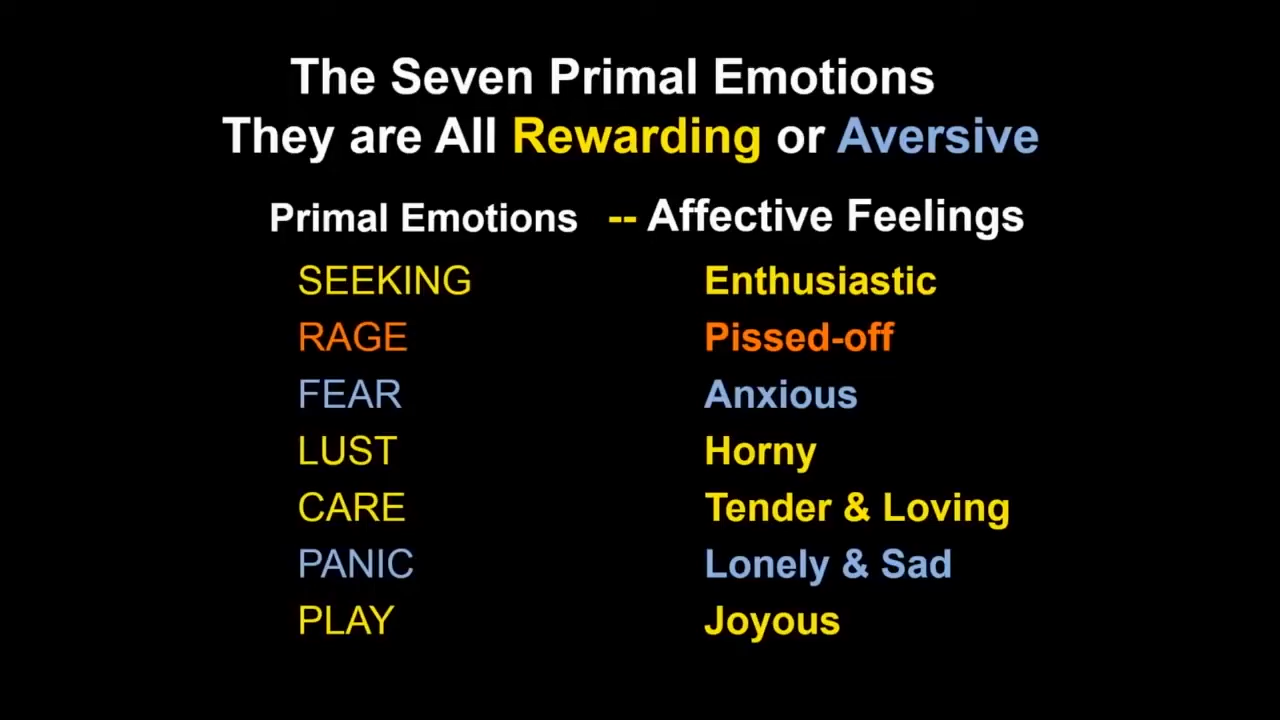 The Seven Primal Emotions
They are All Rewarding or Aversive
Primal Emotions -- Affective Feelings
SEEKING Enthusiastic
RAGE Pissed-off
FEAR Anxious
LUST Horny
CARE Tender & Loving
PANIC Lonely & Sad
PLAY Joyous